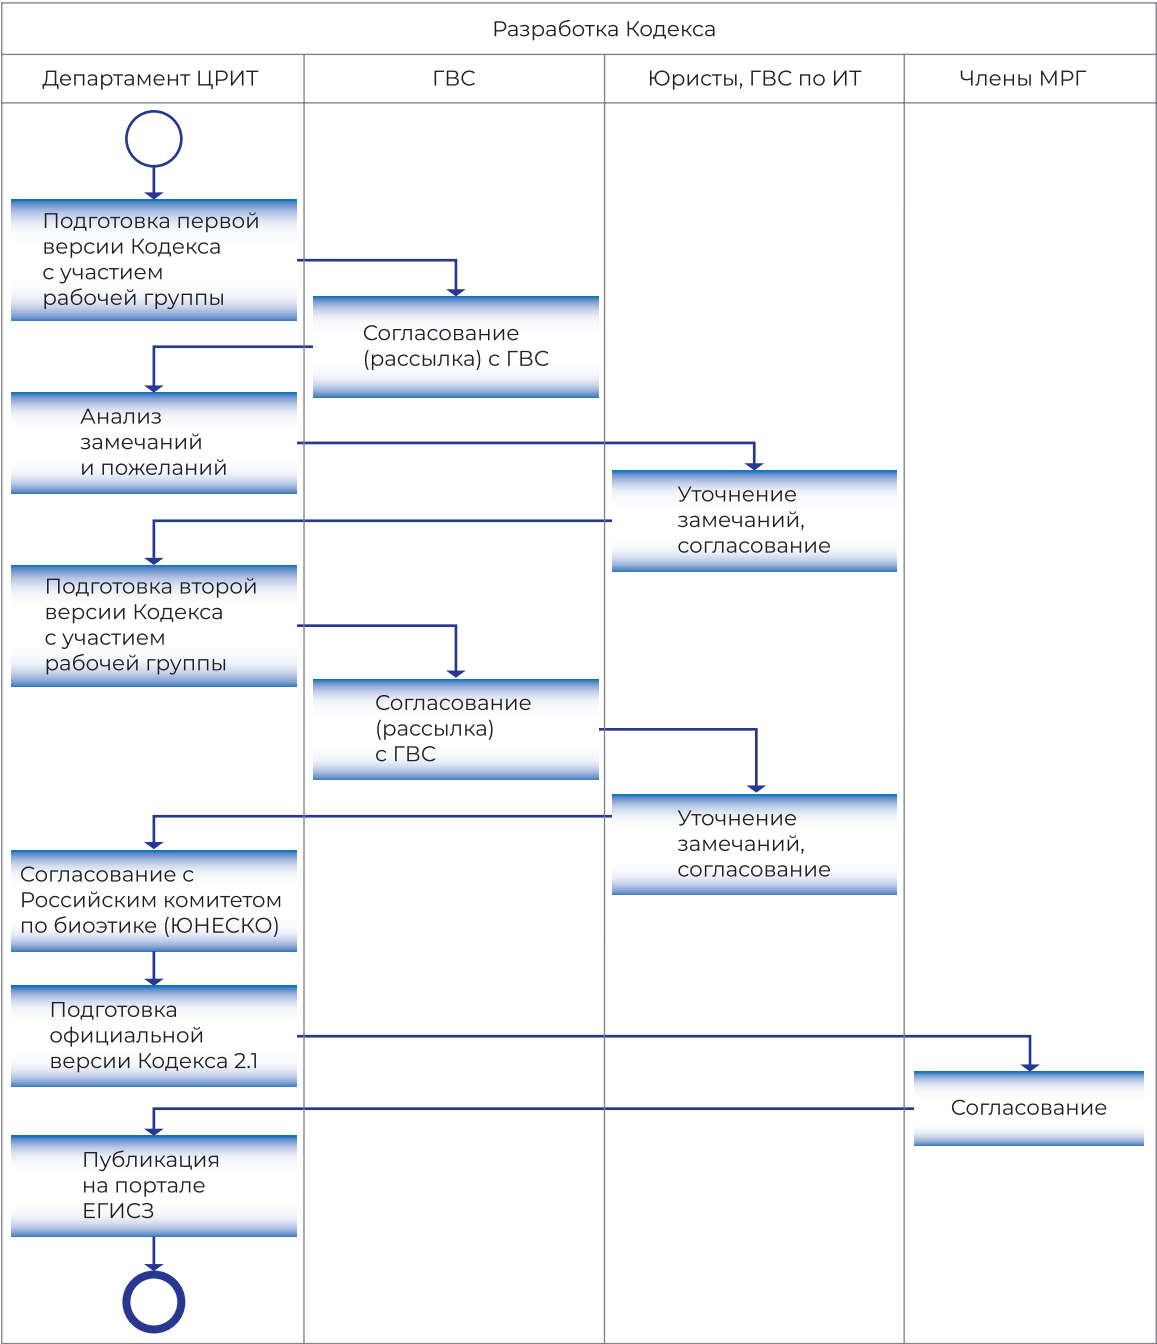 Разработка Кодекса
Департамент ЦРИТ
ГВС
Юристы, ГВС по ИТ
Члены МРГ
Подготовка первой
версии Кодекса
с участием
рабочей группы
Согласование
(рассылка) с ГВС
Анализ
замечаний
и пожеланий
Уточнение
замечаний,
согласование
Подготовка второй
версии Кодекса
с участием
рабочей группы
Согласование
(рассылка)
с ГВС
Уточнение
замечаний,
согласование
Согласование с
Российским комитетом
по биоэтике (ЮНЕСКО)
Подготовка
официальной
версии Кодекса 2.1
Согласование
Публикация
на портале
ЕГИСЗ